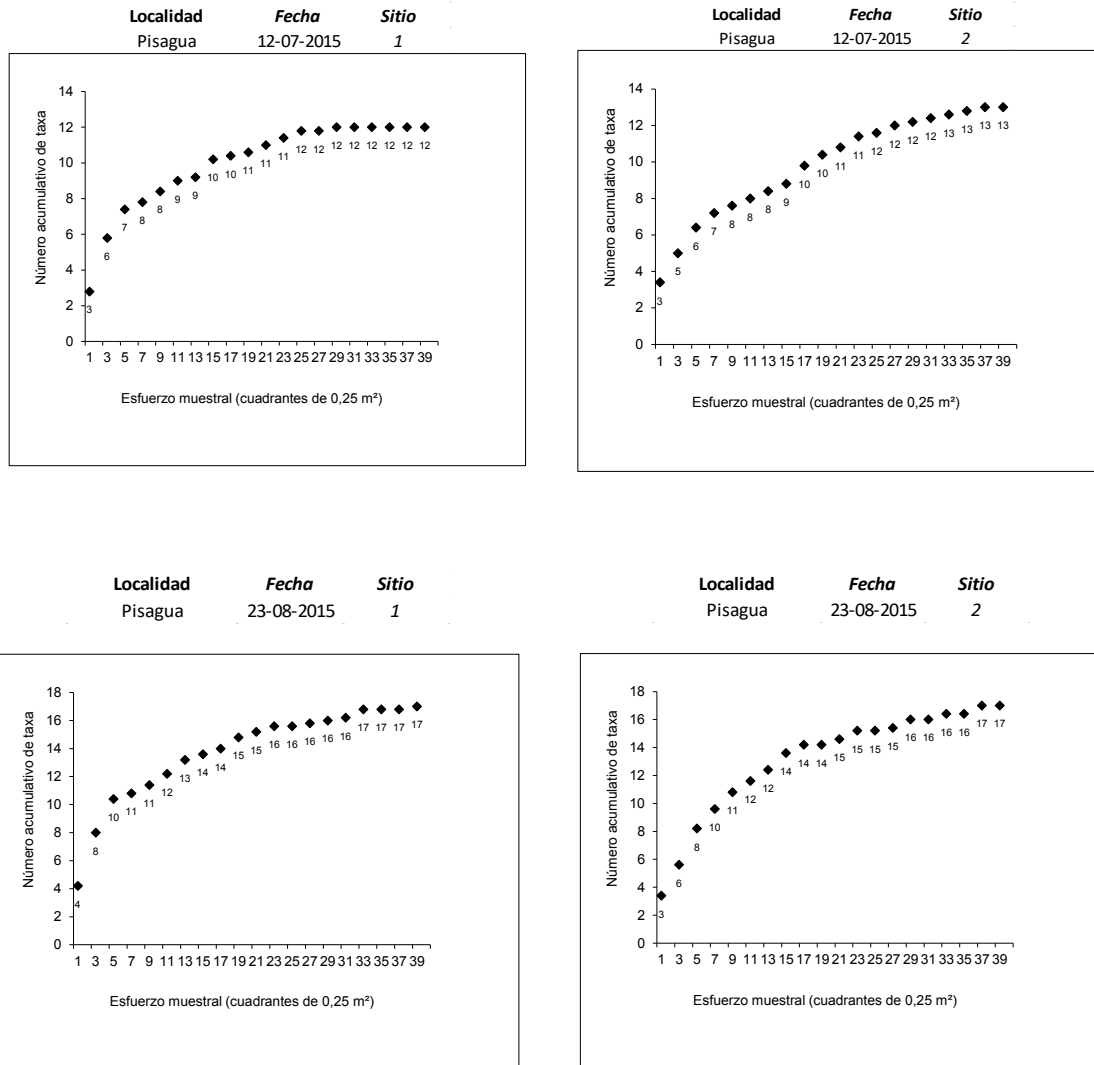 Localidad Fecha Sitio
Pisagua 12-07-2015 1
Número acumulativo de taxa
14
12
10
8
6
4
2
0
3 6 7 8 8 9 9 10 10 11 11 11 12 12 12 12 12 12 12 12
1 3 5 7 9 11 13 15 17 19 21 23 25 27 29 31 33 35 37 39
Esfuerzo muestral (cuadrantes de 0,25 m²)
Localidad Fecha Sitio
Pisagua 12-07-2015 2
Número acumulativo de taxa
14
12
10
8
6
4
2
0
3 5 6 7 8 8 8 9 10 10 11 11 12 12 12 12 13 13 13 13
1 3 5 7 9 11 13 15 17 19 21 23 25 27 29 31 33 35 37 39
Esfuerzo muestral (cuadrantes de 0,25 m²)
Localidad Fecha Sitio
Pisagua 23-08-2015 1
Número acumulativo de taxa
18
16
14
12
10
8
6
4
2
0
4 8 10 11 11 12 13 14 14 15 15 16 16 16 16 16 17 17 17 17
1 3 5 7 9 11 13 15 17 19 21 23 25 27 29 31 33 35 37 39
Esfuerzo muestral (cuadrantes de 0,25 m²)
Localidad Fecha Sitio
Pisagua 23-08-2015 2
Número acumulativo de taxa
18
16
14
12
10
8
6
4
2
0
3 6 8 10 11 12 12 14 14 14 15 15 15 15 16 16 16 16 17 17
1 3 5 7 9 11 13 15 17 19 21 23 25 27 29 31 33 35 37 39
Esfuerzo muestral (cuadrantes de 0,25 m²)